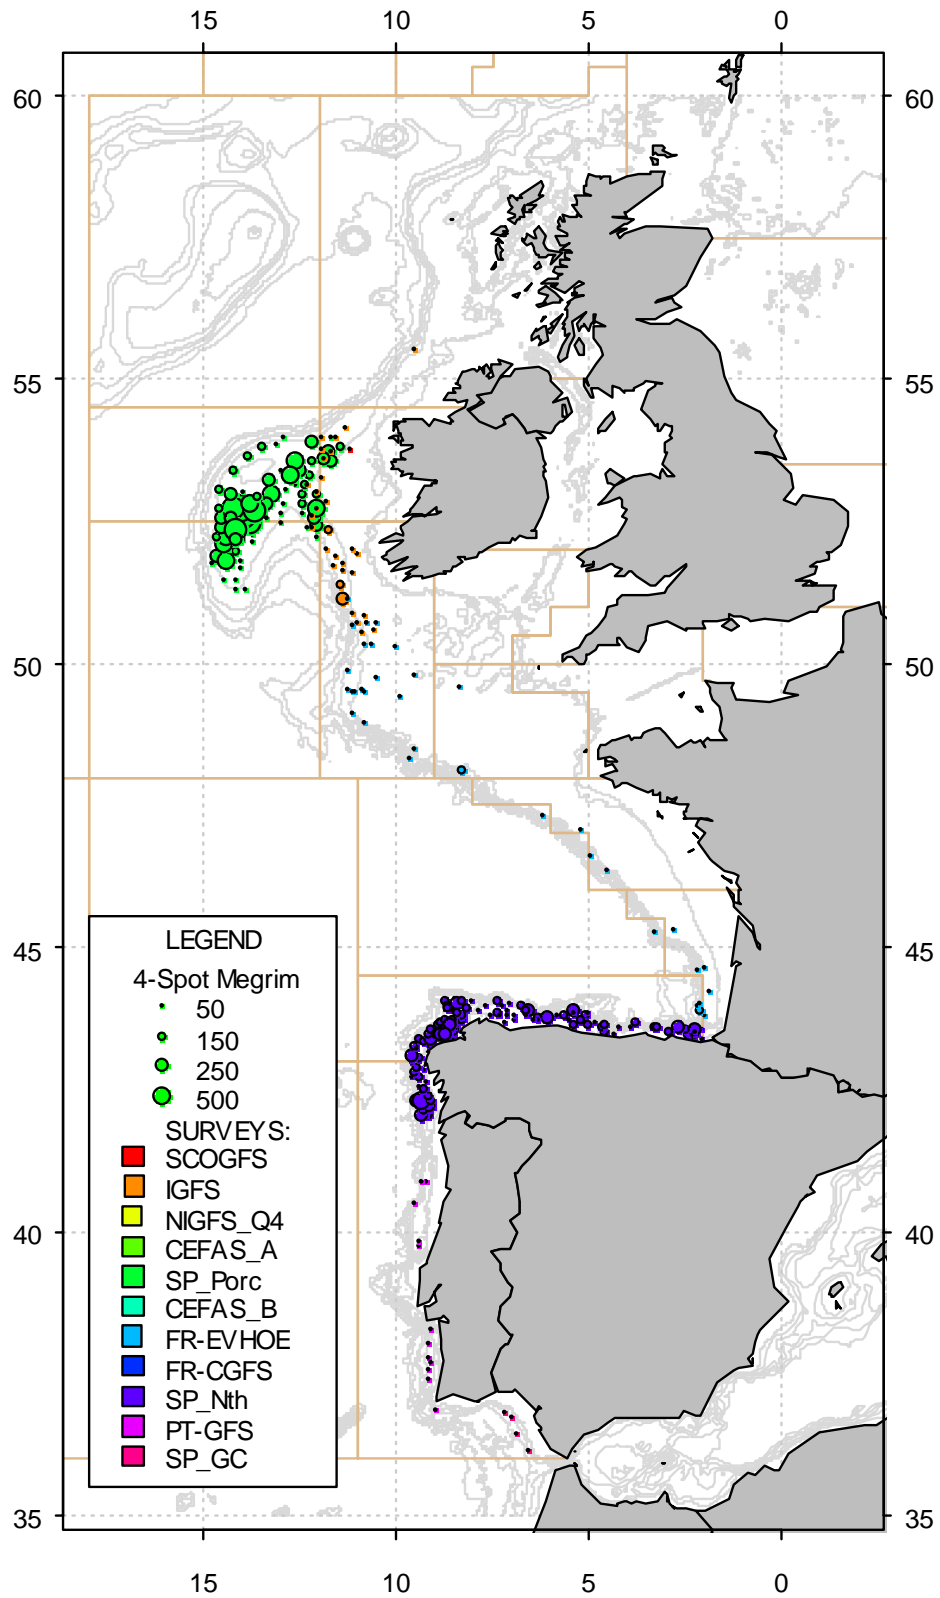 15 10 5 0
60 60
55 55
50 50
45 45
LEGEND
4-Spot Megrim
50
150
250
500
SURVEYS:
SCOGFS
IGFS
NIGFS_Q4
40 40
CEFAS_A
SP_Porc
CEFAS_B
FR-EVHOE
FR-CGFS
SP_Nth
PT-GFS
SP_GC
35 35
15 10 5 0